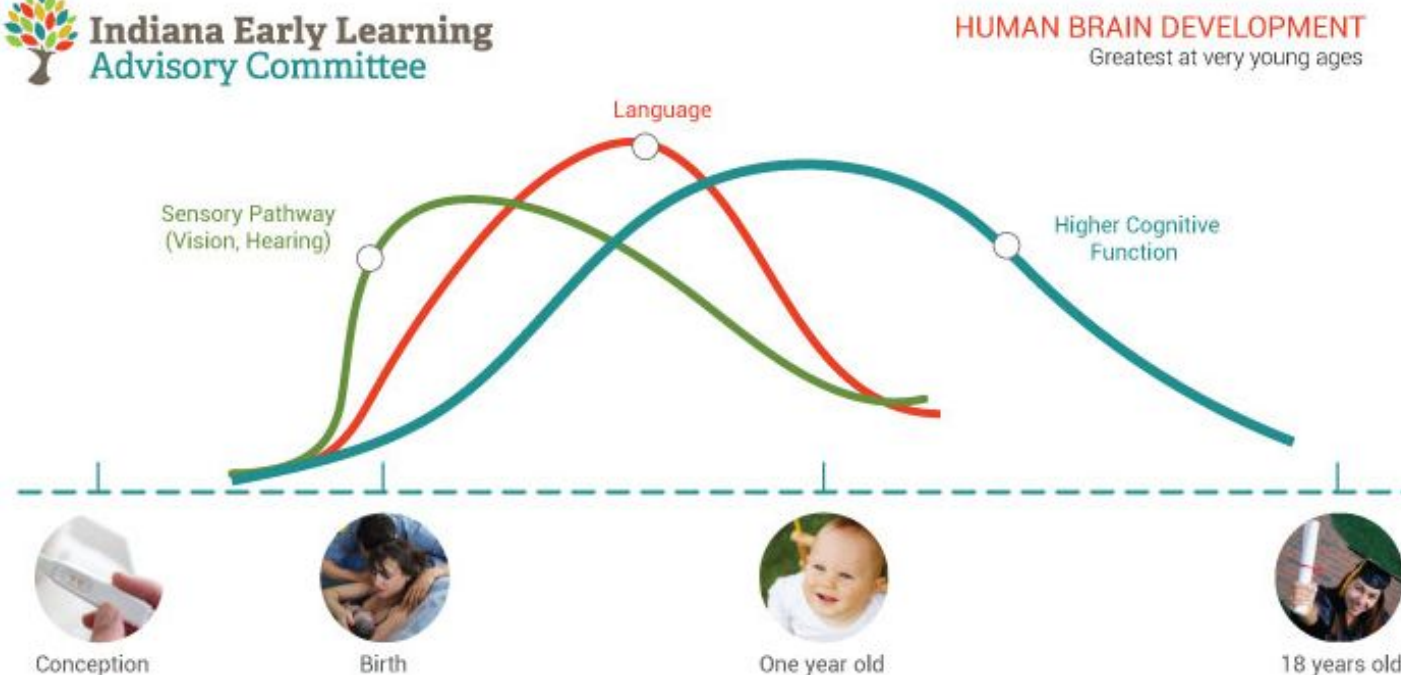 Indiana Early Learning
Advisory Committee
HUMAN BRAIN DEVELOPMENT
Greatest at very young ages
Language
Sensory Pathway
(Vision, Hearing)
Higher Cognitive
Function
Conception
Birth
One year old
18 years old